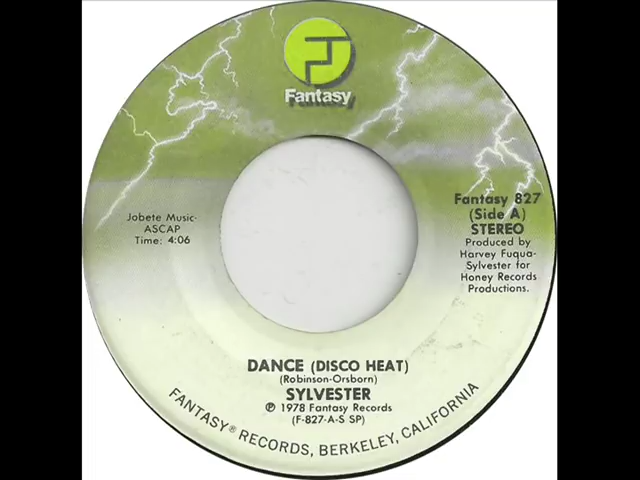 Fantasy
Jobete Music-
ASCAP
Time: 4:06
Fantasy 827
(Side A)
STEREO
Produced by
Harvey Fuqua-
Sylvester for
Honey Records
Productions.
DANCE (DISCO HEAT)
(Robinson-Orsborn)
SYLVESTER
℗ 1978 Fantasy Records
(F-827-A-S SP)
FANTASY® RECORDS, BERKELEY, CALIFORNIA